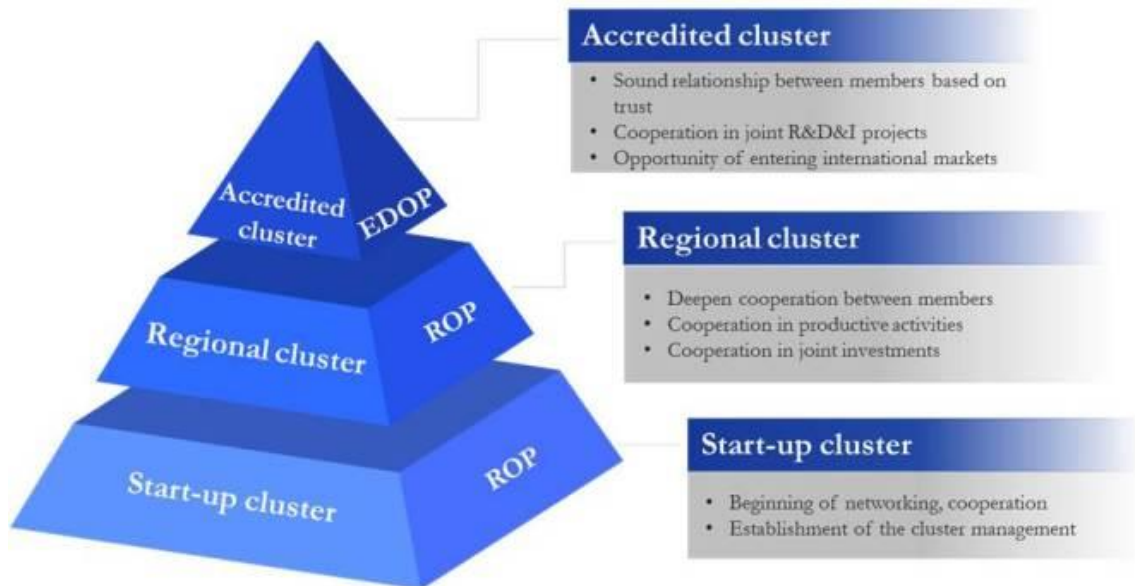 Accredited cluster
• Sound relationship between members based on
trust
• Cooperation in joint R&D&I projects
• Opportunity of entering international markets
Accredited
cluster
EDOP
Regional cluster
• Deepen cooperation between members
• Cooperation in productive activities
• Cooperation in joint investments
Regional cluster
ROP
Start-up cluster
• Beginning of networking, cooperation
• Establishment of the cluster management
Start-up cluster
ROP